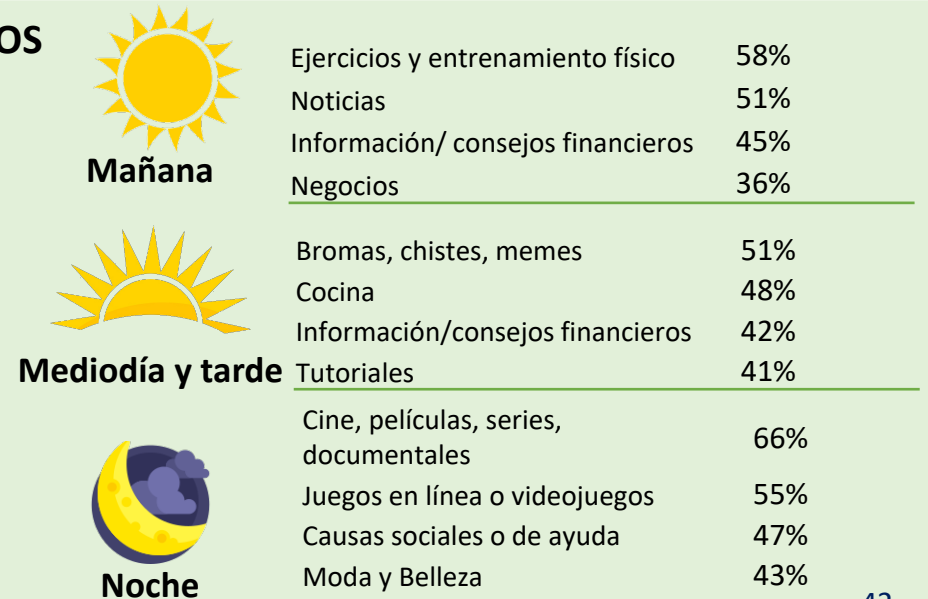 OS
Mañana
Ejercicios y entrenamiento físico 58%
Noticias 51%
Información/ consejos financieros 45%
Negocios 36%
Mediodía y tarde
Bromas, chistes, memes 51%
Cocina 48%
Información/consejos financieros 42%
Tutoriales 41%
Noche
Cine, películas, series,
documentales 66%
Juegos en línea o videojuegos 55%
Causas sociales o de ayuda 47%
Moda y Belleza 43%